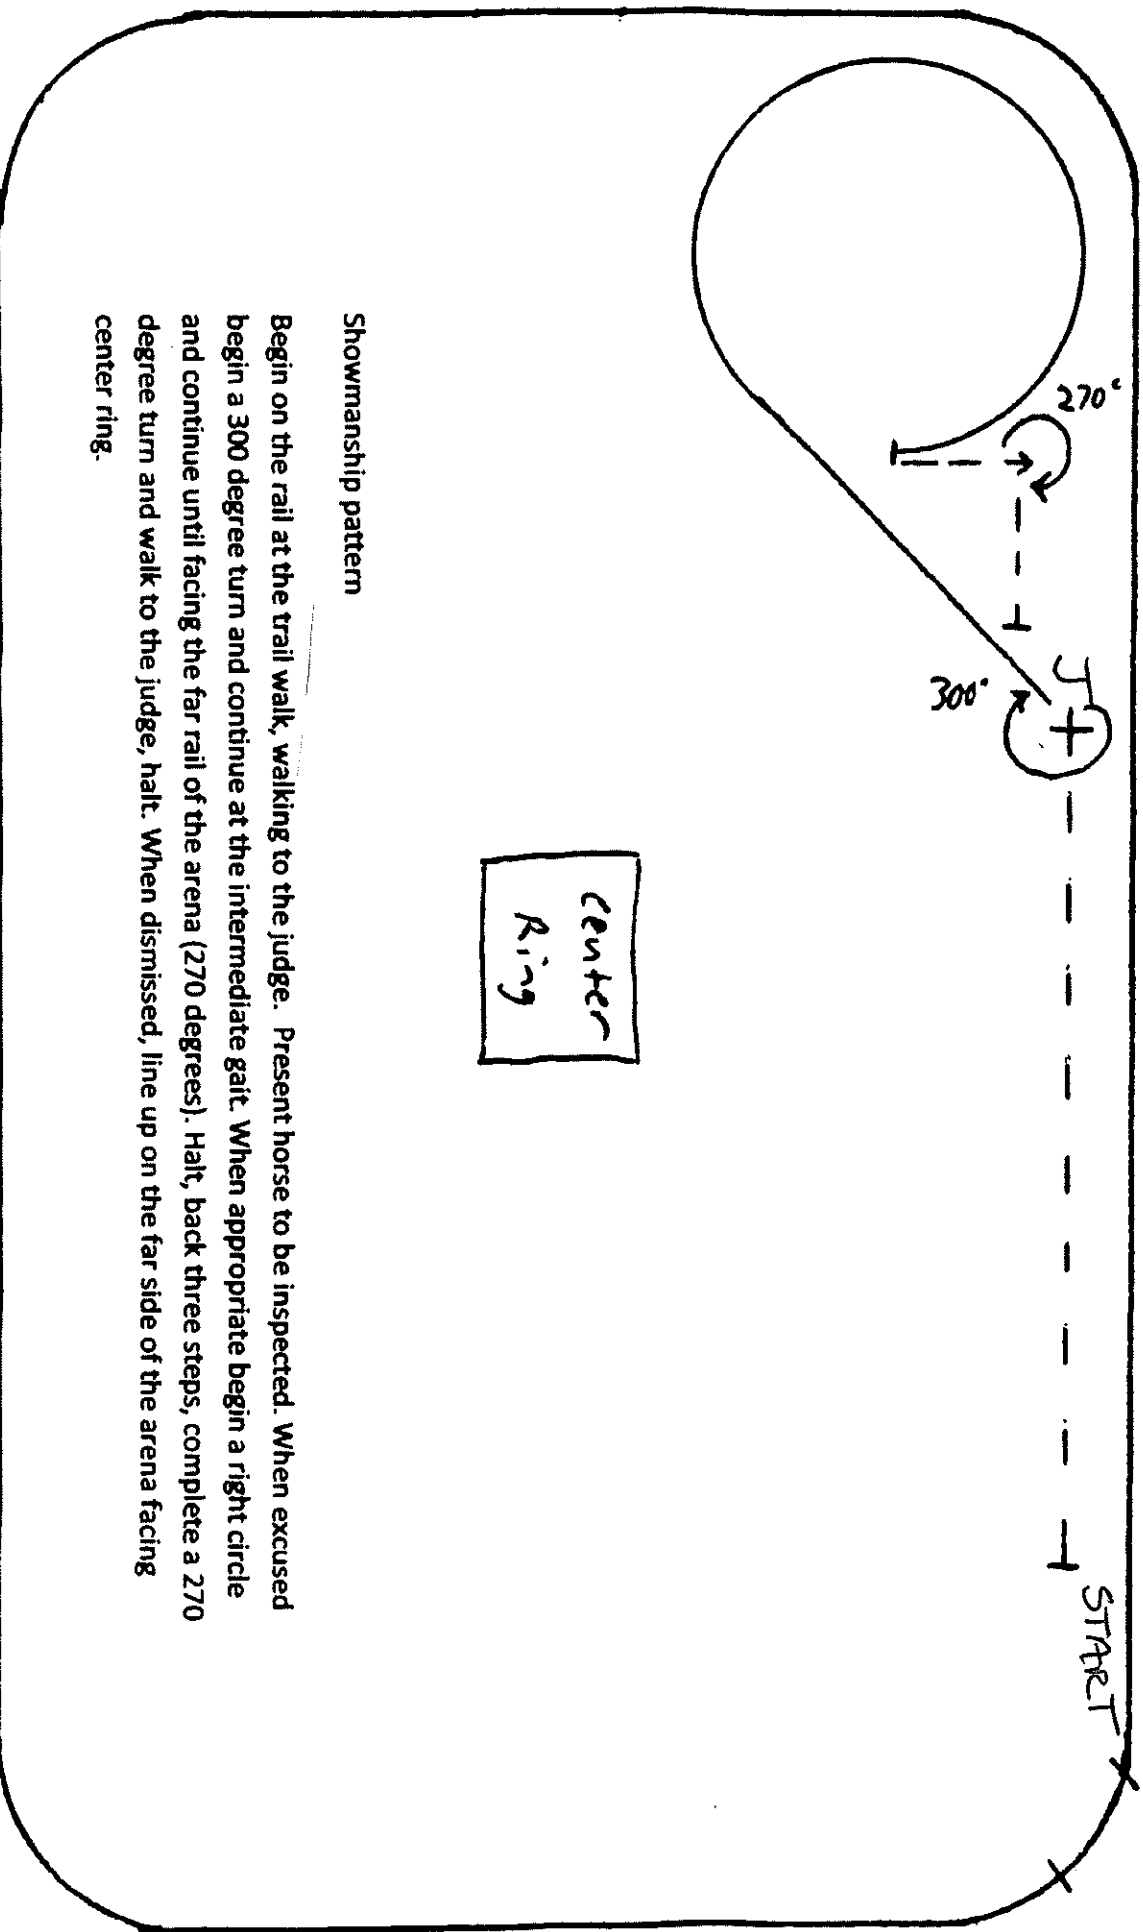 START
J
300°
270°
Center
Ring
Showmanship pattern
Begin on the rail at the trail walk, walking to the judge. Present horse to be inspected. When excused
begin a 300 degree turn and continue at the intermediate gait. When appropriate begin a right circle
and continue until facing the far rail of the arena (270 degrees). Halt, back three steps, complete a 270
degree turn and walk to the judge, halt. When dismissed, line up on the far side of the arena facing
center ring.